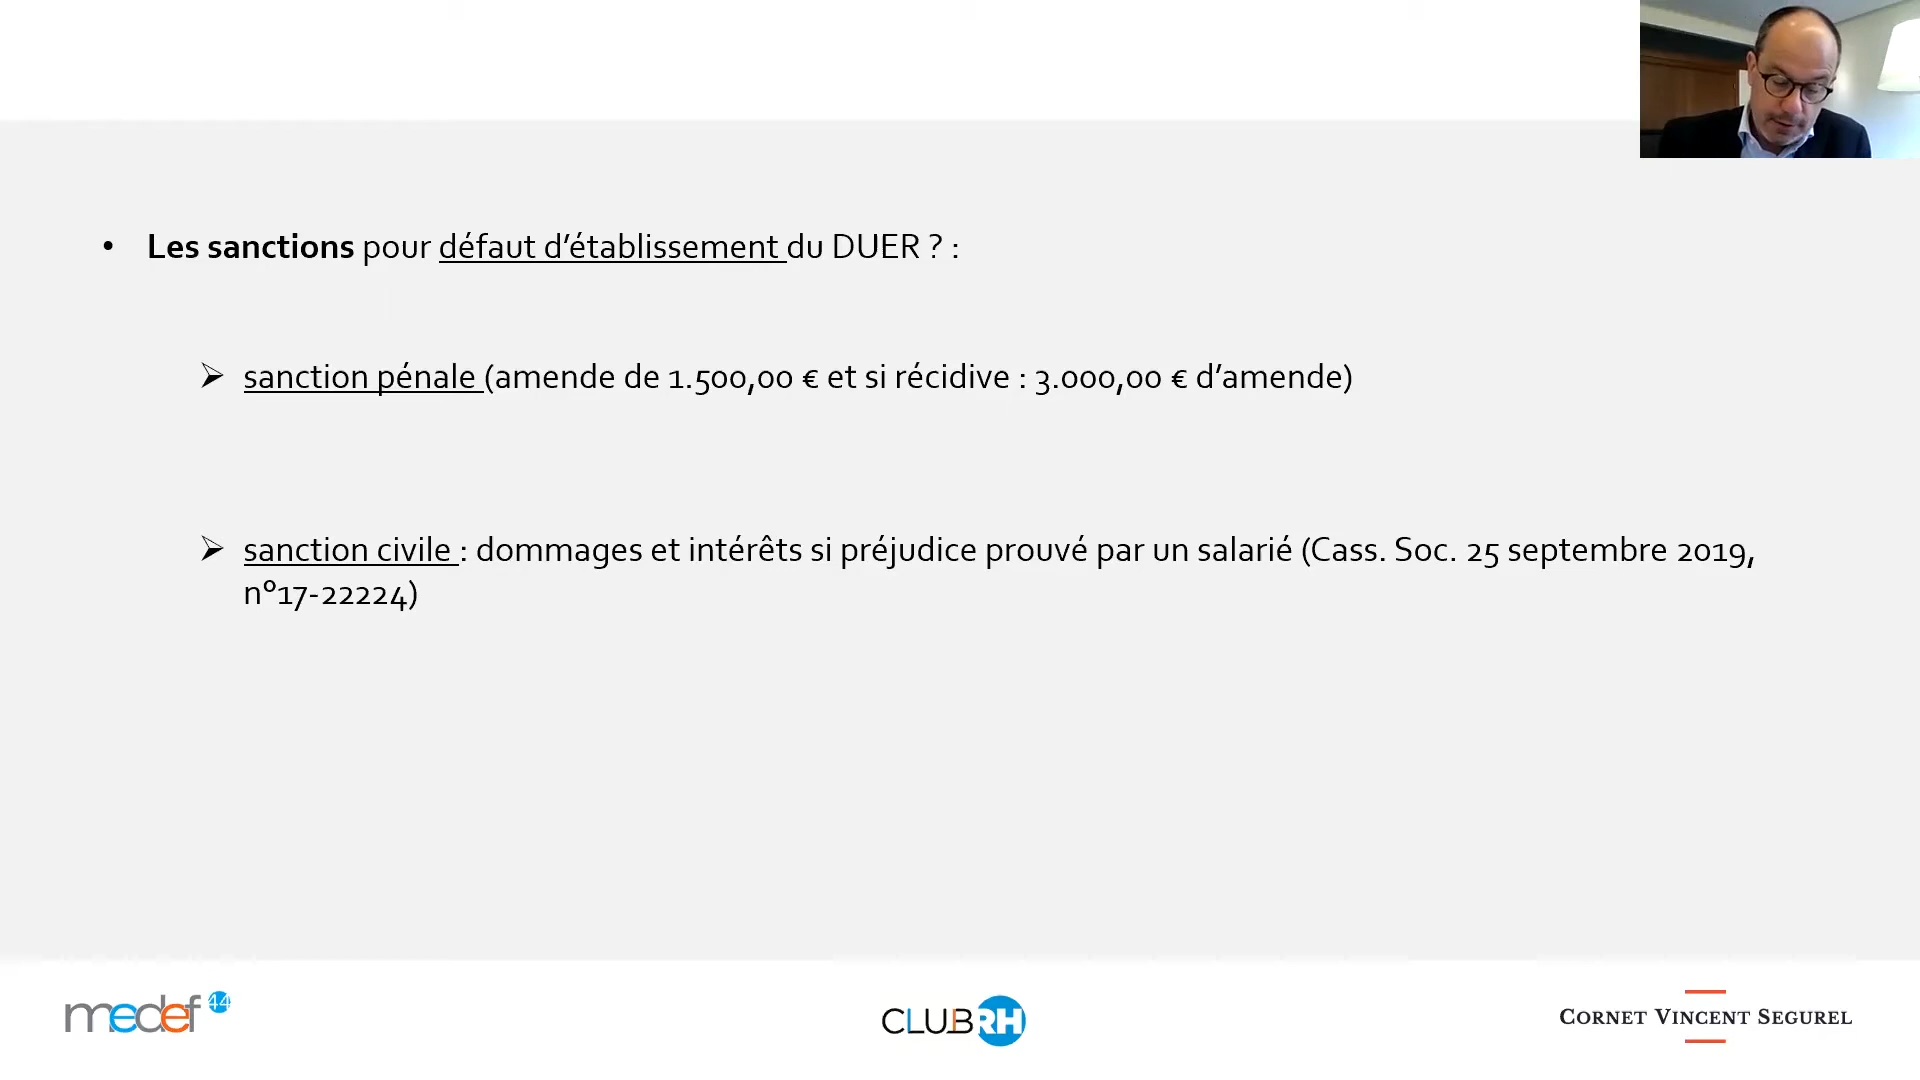 • Les sanctions pour défaut d’établissement du DUER ? :
➢ sanction pénale (amende de 1.500,00 € et si récidive : 3.000,00 € d’amende)
➢ sanction civile : dommages et intérêts si préjudice prouvé par un salarié (Cass. Soc. 25 septembre 2019,
n°17-22224)
medef 44
CLUBRH
CORNET VINCENT SEGUREL